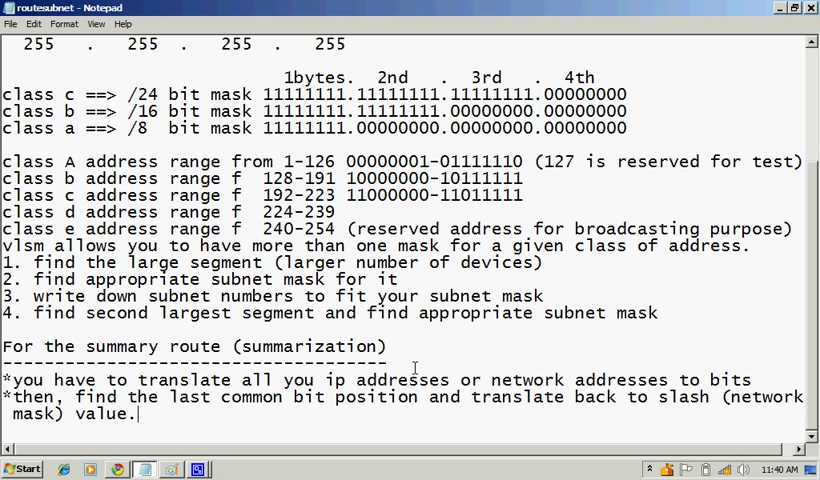 routesubnet - Notepad
File Edit Format View Help
255 . 255 . 255 . 255
1bytes. 2nd . 3rd . 4th
class c ==> /24 bit mask 11111111.11111111.11111111.00000000
class b ==> /16 bit mask 11111111.11111111.00000000.00000000
class a ==> /8 bit mask 11111111.00000000.00000000.00000000
class A address range from 1-126 00000001-01111110 (127 is reserved for test)
class b address range f 128-191 10000000-10111111
class c address range f 192-223 11000000-11011111
class d address range f 224-239
class e address range f 240-254 (reserved address for broadcasting purpose)
vlsm allows you to have more than one mask for a given class of address.
1. find the large segment (larger number of devices)
2. find appropriate subnet mask for it
3. write down subnet numbers to fit your subnet mask
4. find second largest segment and find appropriate subnet mask
For the summary route (summarization)
-------------------------------------
*you have to translate all you ip addresses or network addresses to bits
*then, find the last common bit position and translate back to slash (network
mask) value.
Start 11:40 AM